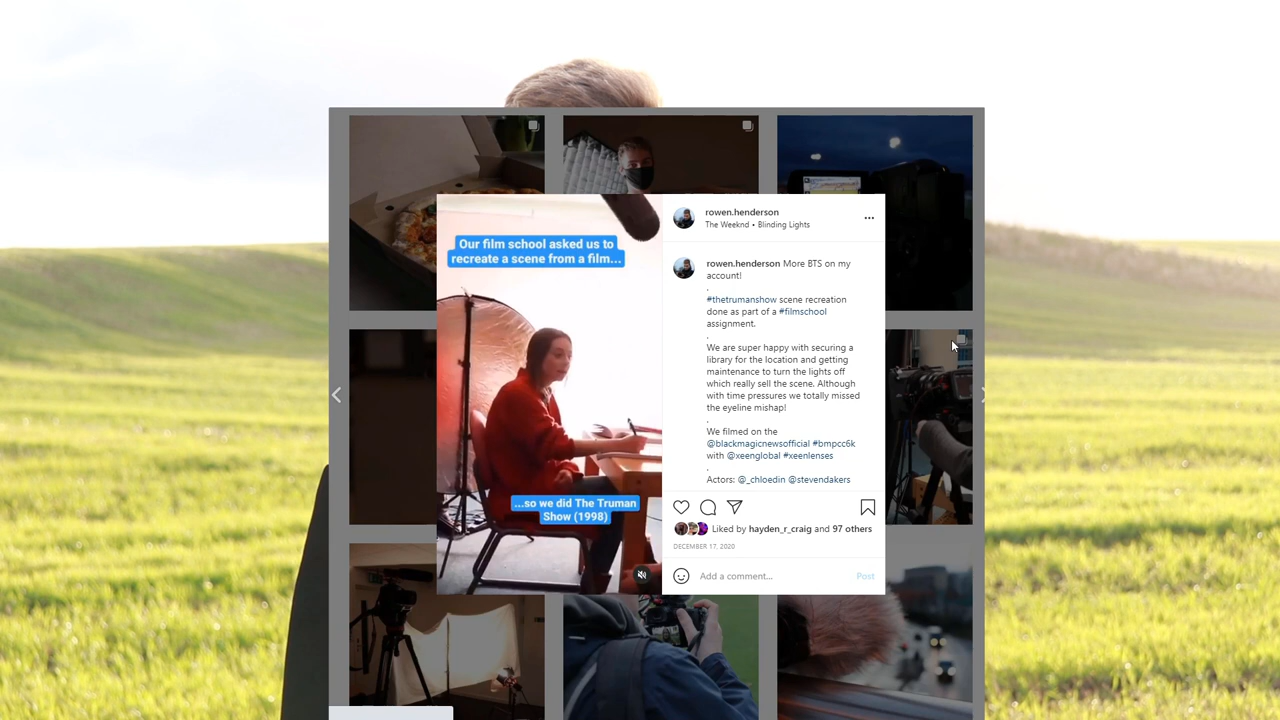 Our film school asked us to
recreate a scene from a film...
...so we did The Truman
Show (1998)
rowen.henderson
The Weeknd • Blinding Lights
rowen.henderson More BTS on my
account!
.
#thetrumanshow scene recreation
done as part of a #filmschool
assignment.
.
We are super happy with securing a
library for the location and getting
maintenance to turn the lights off
which really sell the scene. Although
with time pressures we totally missed
the eyeline mishap!
.
We filmed on the
@blackmagicnewsofficial #bmpcc6k
with @xeenglobal #xeenlenses
.
Actors: @_chloedin @stevendakers
Liked by hayden_r_craig and 97 others
DECEMBER 17, 2020
Add a comment...
Post